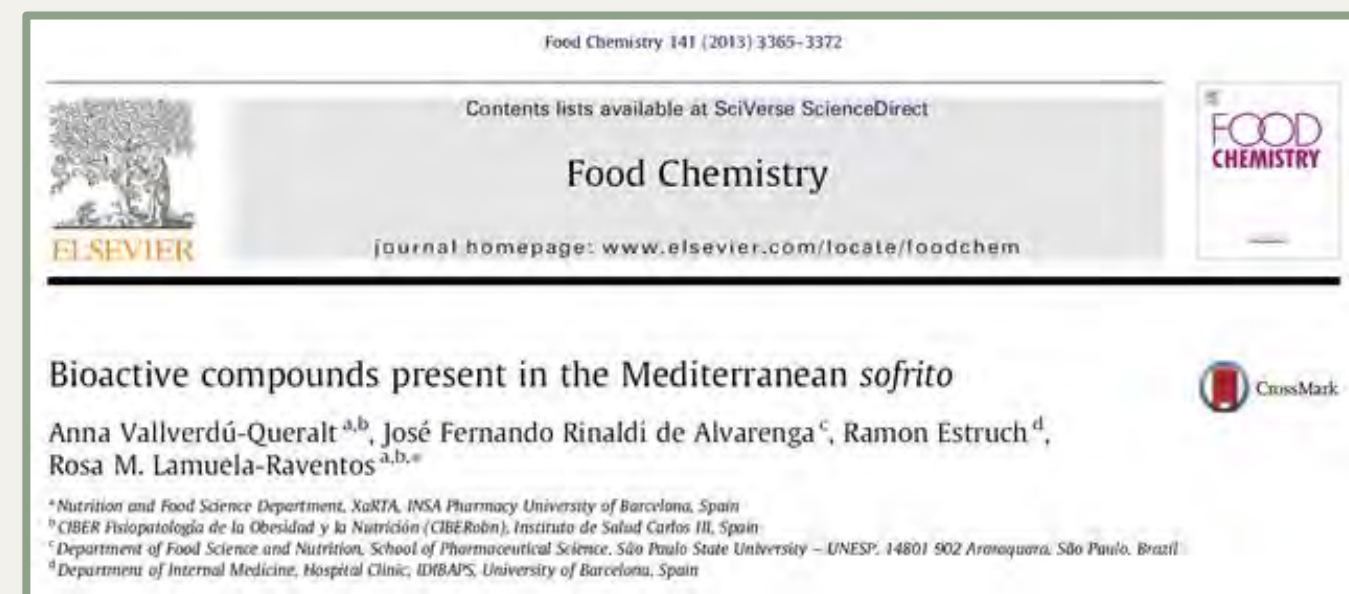 Food Chemistry 141 (2013) 3365–3372
Contents lists available at SciVerse ScienceDirect
Food Chemistry
journal homepage: www.elsevier.com/locate/foodchem
ELSEVIER
FOOD
CHEMISTRY
Bioactive compounds present in the Mediterranean sofrito
CrossMark
Anna Vallverdú-Queralt a,b, José Fernando Rinaldi de Alvarenga c, Ramon Estruch d,
Rosa M. Lamuela-Raventos a,b,*
a Nutrition and Food Science Department, XaRTA, INSA Pharmacy University of Barcelona, Spain
b CIBER Fisiopatología de la Obesidad y la Nutrición (CIBERobn), Instituto de Salud Carlos III, Spain
c Department of Food Science and Nutrition, School of Pharmaceutical Science, São Paulo State University – UNESP, 14801 902 Araraquara, São Paulo, Brazil
d Department of Internal Medicine, Hospital Clinic, IDIBAPS, University of Barcelona, Spain